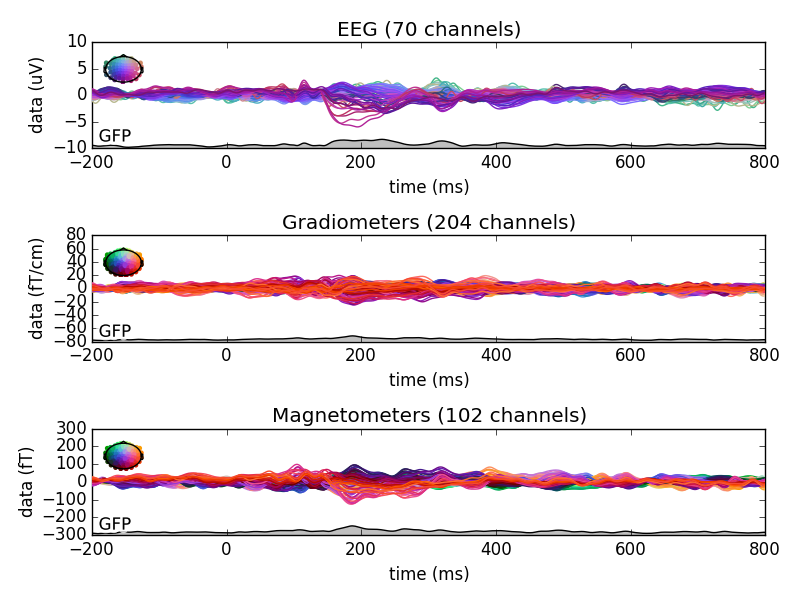 EEG (70 channels)
10
5
0
−5
−10
data (uV)
GFP
−200 0 200 400 600 800
time (ms)
Gradiometers (204 channels)
80
60
40
20
0
−20
−40
−60
−80
data (fT/cm)
GFP
−200 0 200 400 600 800
time (ms)
Magnetometers (102 channels)
300
200
100
0
−100
−200
−300
data (fT)
GFP
−200 0 200 400 600 800
time (ms)